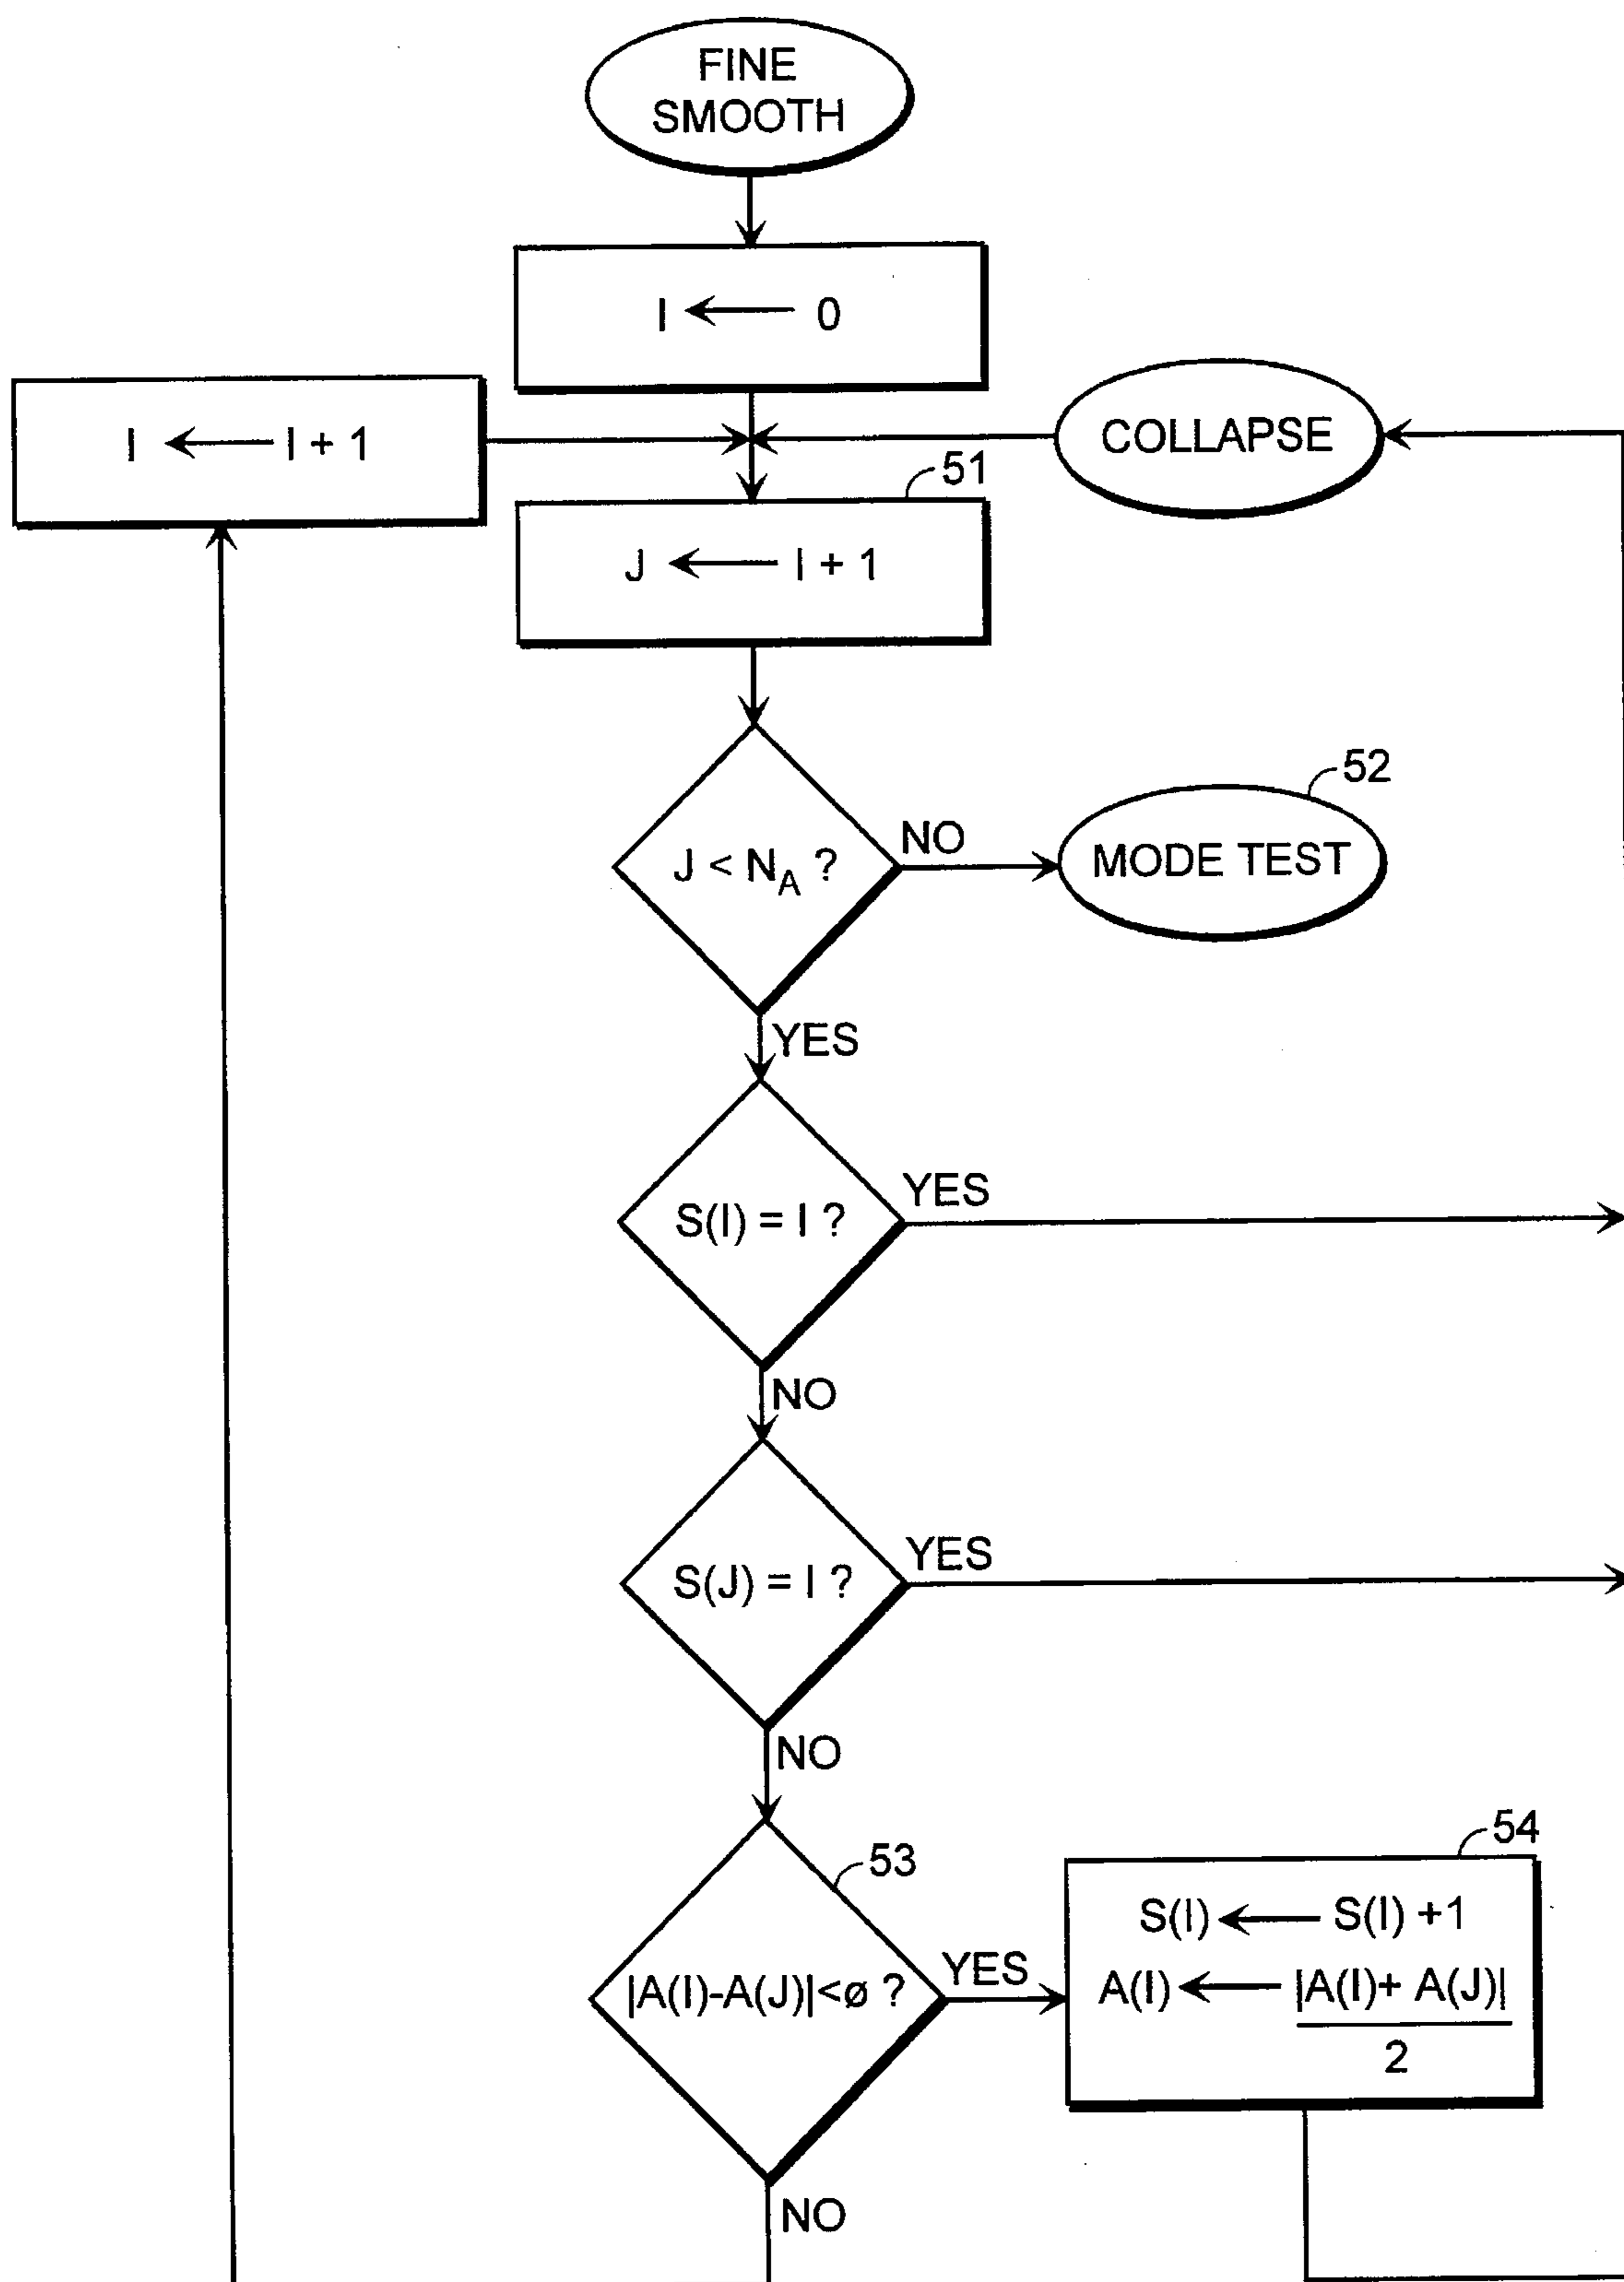 FINE
SMOOTH
I ← 0
I ← I + 1
COLLAPSE
51
J ← I + 1
52
J < N_A ?
NO
MODE TEST
YES
S(I) = I ?
YES
NO
S(J) = I ?
YES
NO
53
54
|A(I)-A(J)|<ø ?
YES
S(I) ← S(I) +1
A(I) ← |A(I)+ A(J)|
2
NO